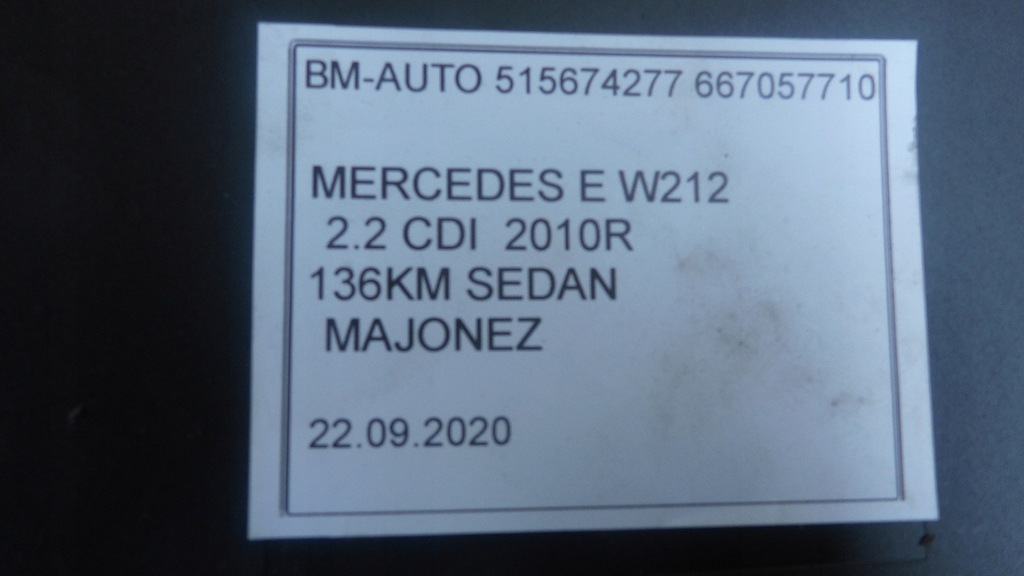 BM-AUTO 515674277 667057710
MERCEDES E W212
2.2 CDI 2010R
136KM SEDAN
MAJONEZ
22.09.2020